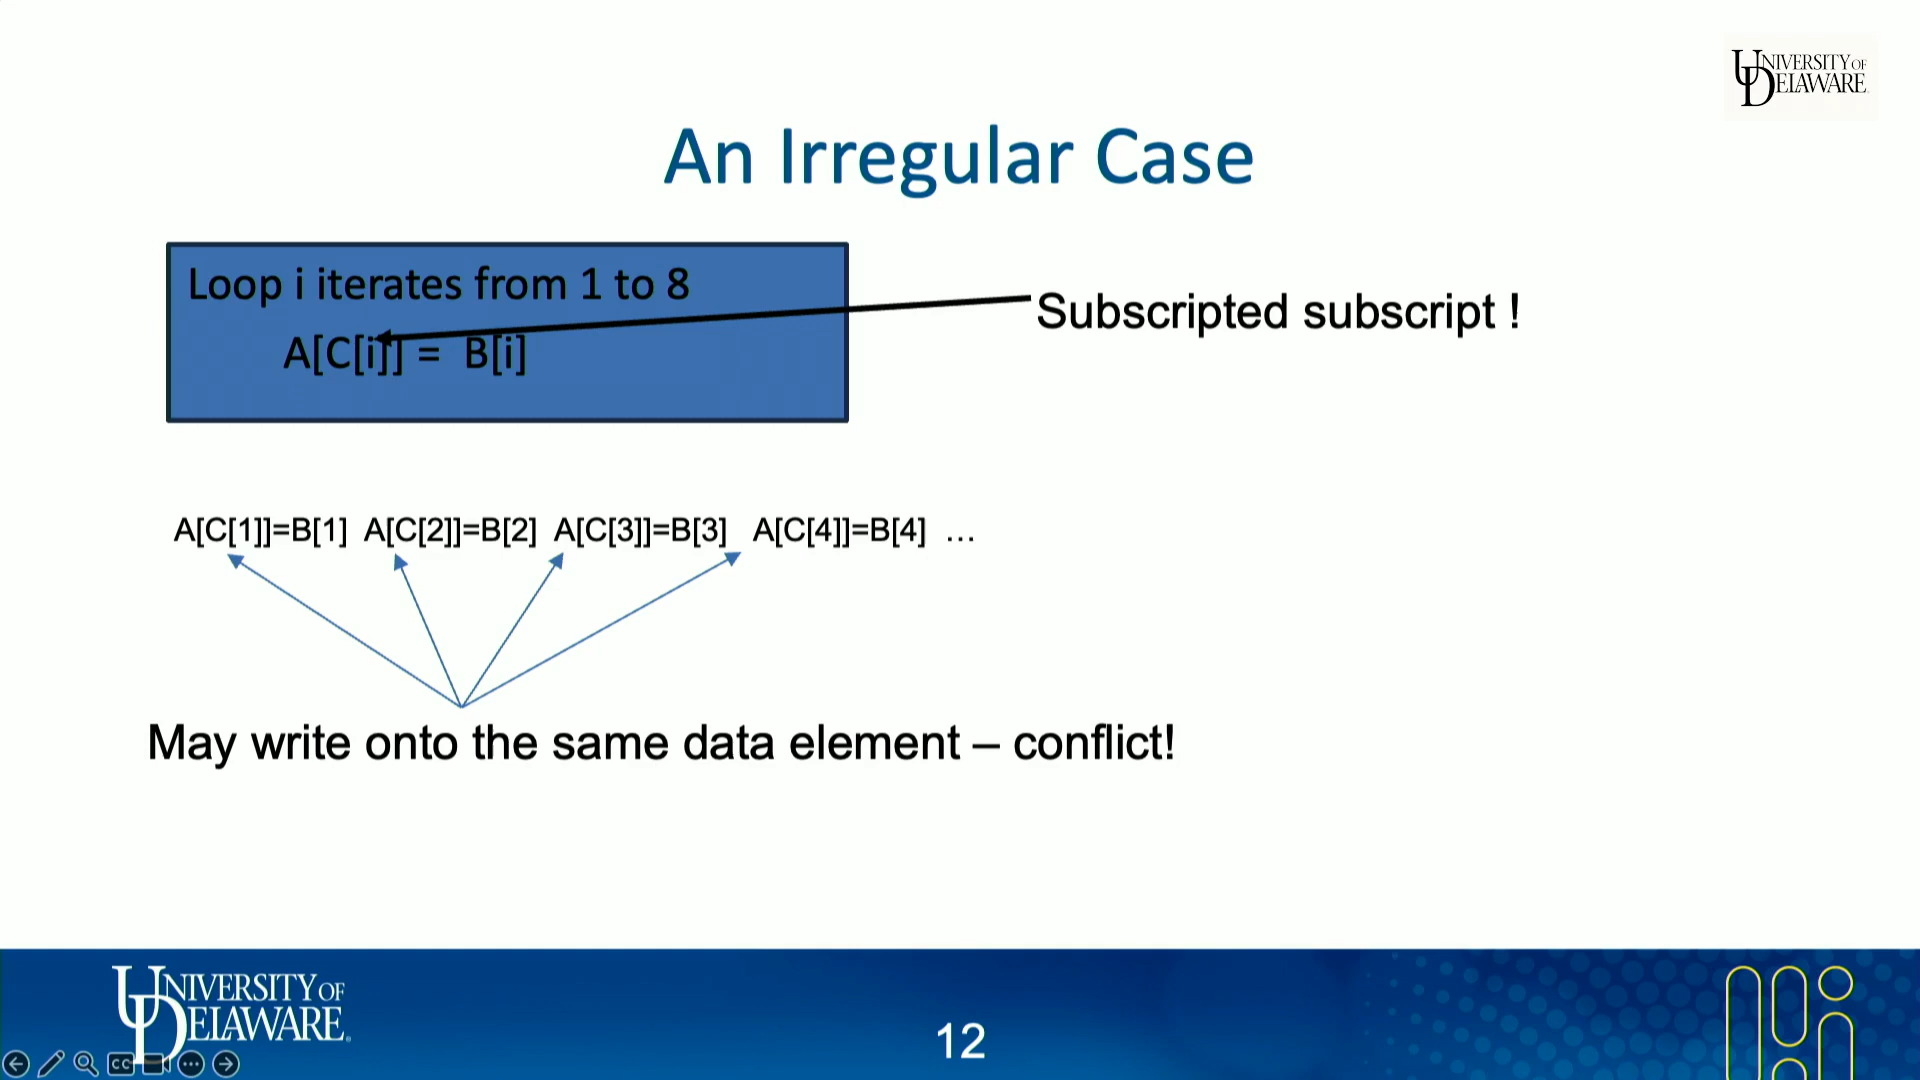 UNIVERSITY OF
DELAWARE
An Irregular Case
Loop i iterates from 1 to 8
A[C[i]] = B[i]
Subscripted subscript !
A[C[1]]=B[1] A[C[2]]=B[2] A[C[3]]=B[3] A[C[4]]=B[4] ...
May write onto the same data element – conflict!
UNIVERSITY OF
DELAWARE
12
CC